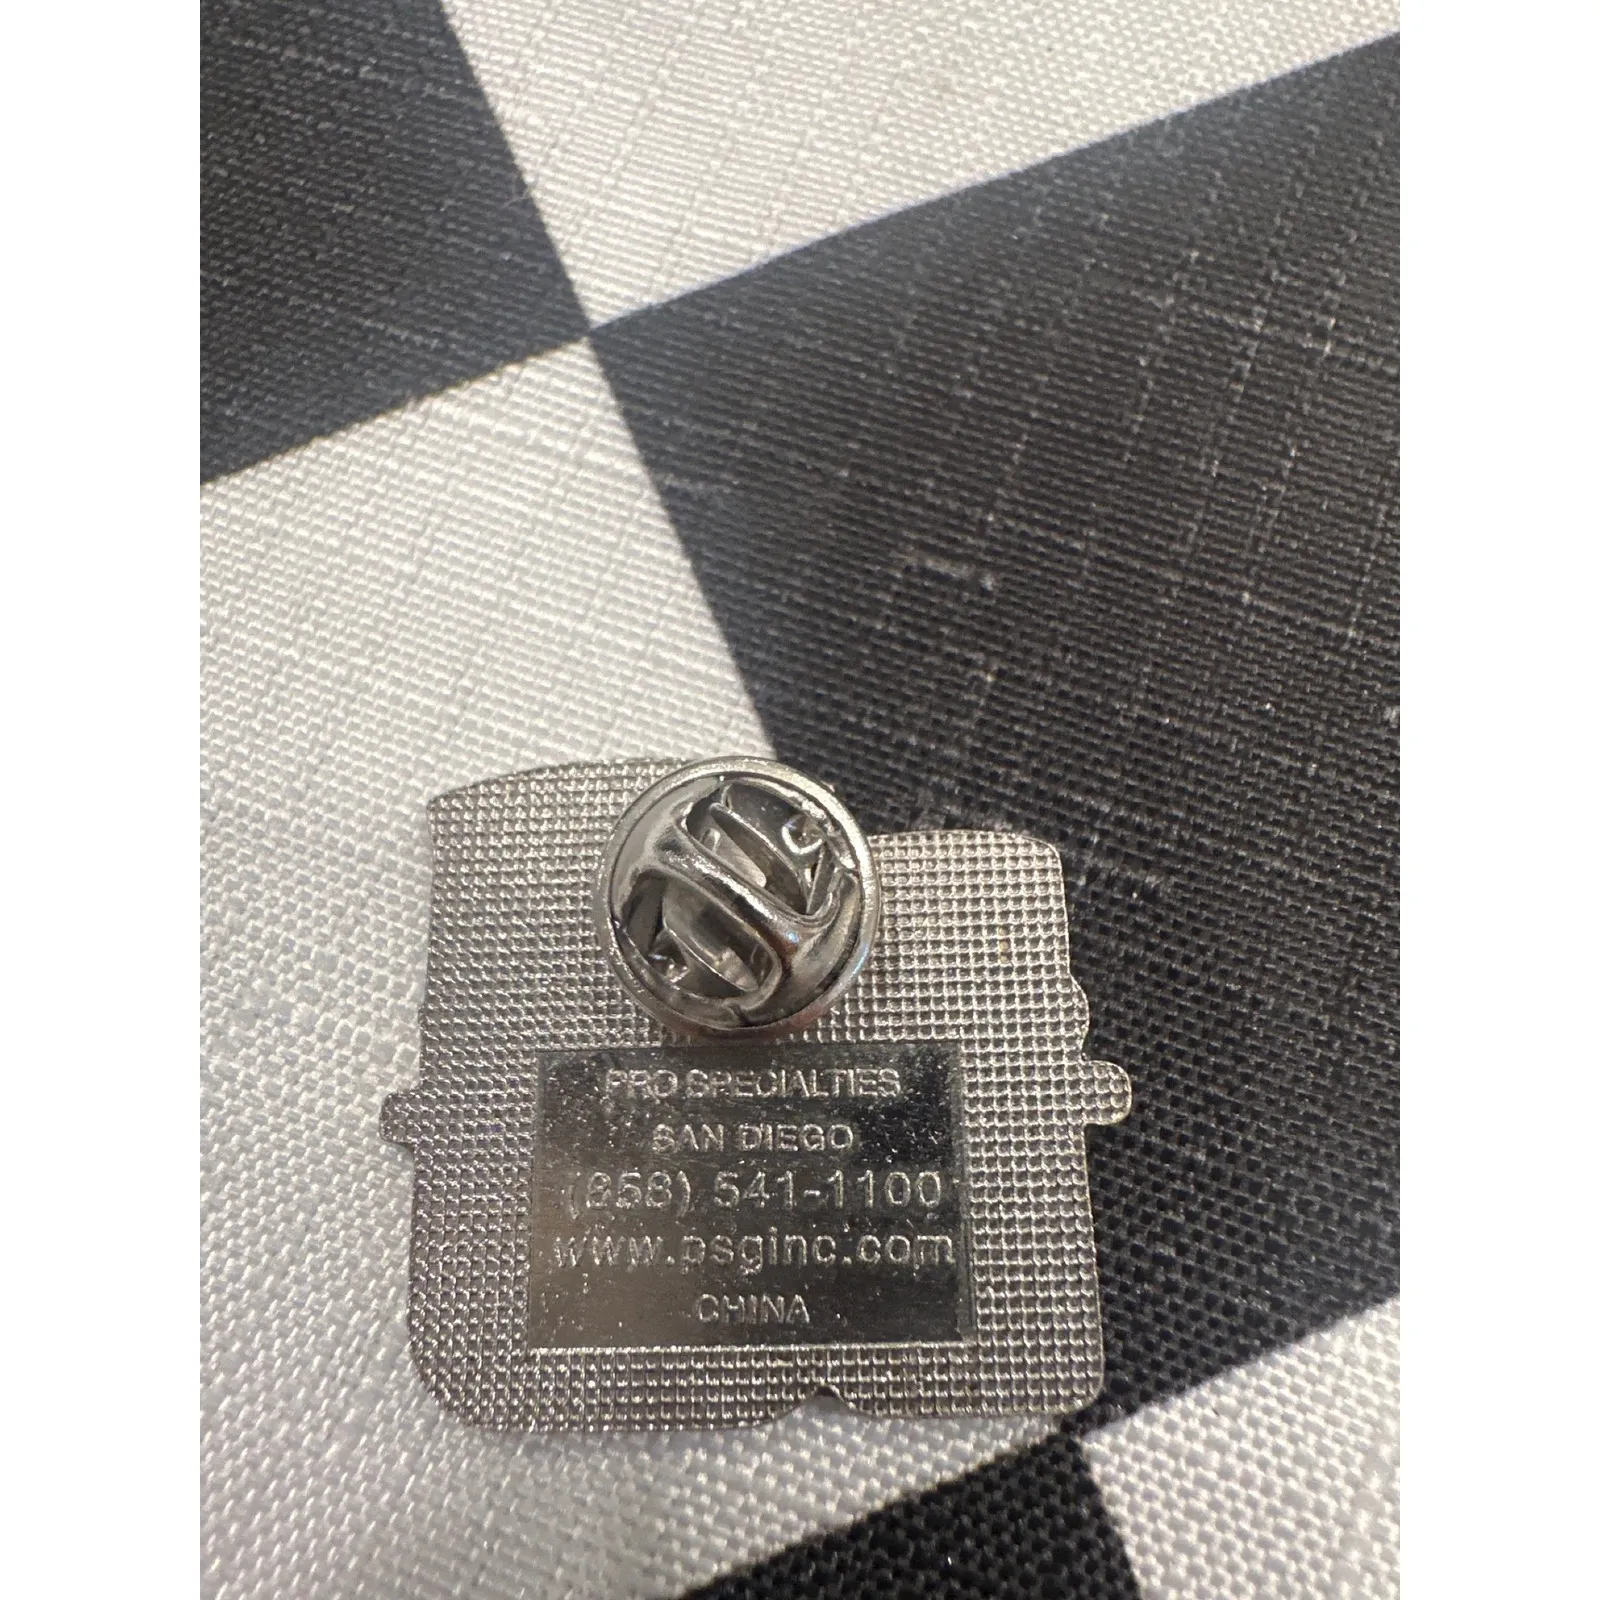 PRO SPECIALTIES
SAN DIEGO
(858) 541-1100
www.psginc.com
CHINA